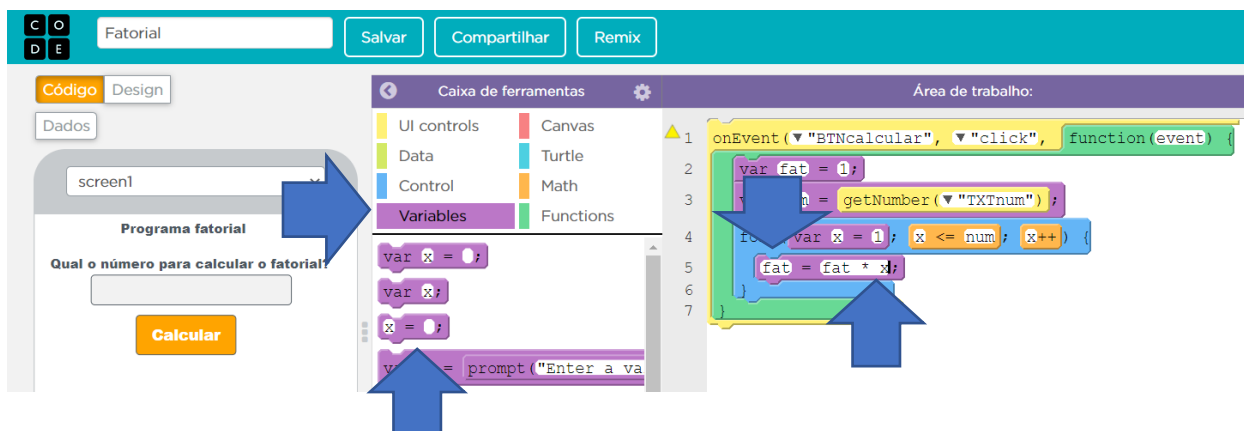 CODE
Fatorial
Salvar
Compartilhar
Remix
Código
Design
Dados
screen1
Programa fatorial
Qual o número para calcular o fatorial?
Calcular
Caixa de ferramentas
UI controls
Canvas
Data
Turtle
Control
Math
Variables
Functions
var x = ;
var x;
x = ;
= prompt("Enter a va
Área de trabalho:
1 onEvent(▼"BTNcalcular", ▼"click", function(event) {
2 var fat = 1;
3 = getNumber(▼"TXTnum");
4 var x = 1; x <= num; x++) {
5 fat = fat * x;
6 }
7 }